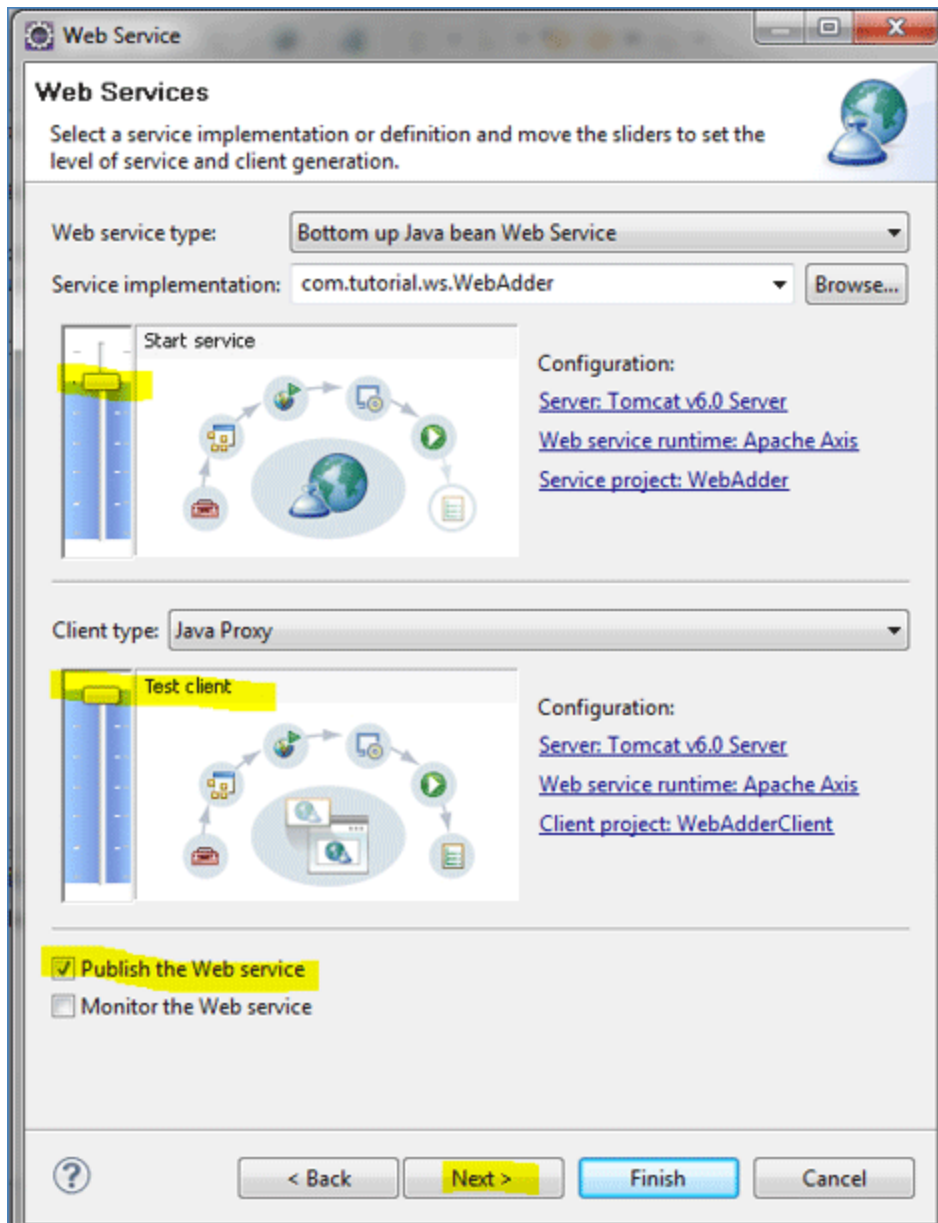 Web Service
Web Services
Select a service implementation or definition and move the sliders to set the
level of service and client generation.
Web service type: Bottom up Java bean Web Service
Service implementation: com.tutorial.ws.WebAdder Browse...
Start service
Configuration:
Server: Tomcat v6.0 Server
Web service runtime: Apache Axis
Service project: WebAdder
Client type: Java Proxy
Test client
Configuration:
Server: Tomcat v6.0 Server
Web service runtime: Apache Axis
Client project: WebAdderClient
Publish the Web service
Monitor the Web service
? < Back Next > Finish Cancel